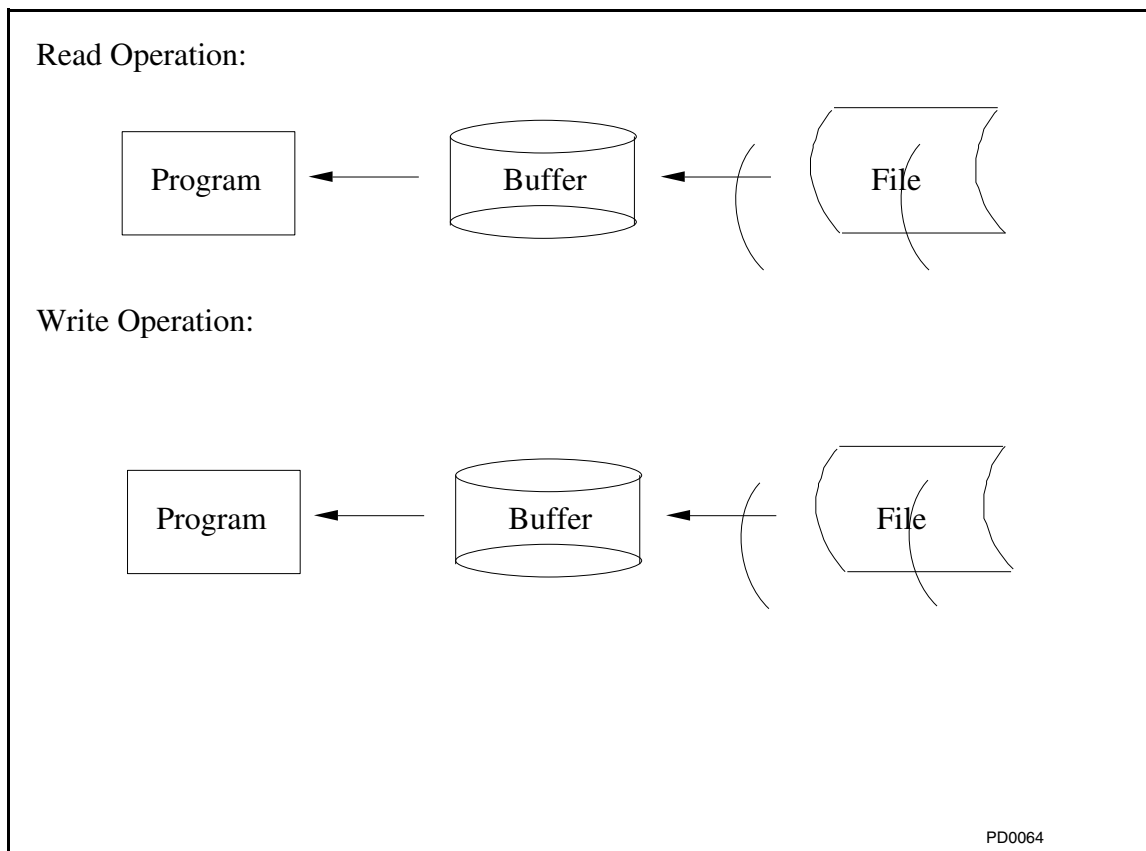 Read Operation:
Program Buffer File
Write Operation:
Program Buffer File
PD0064